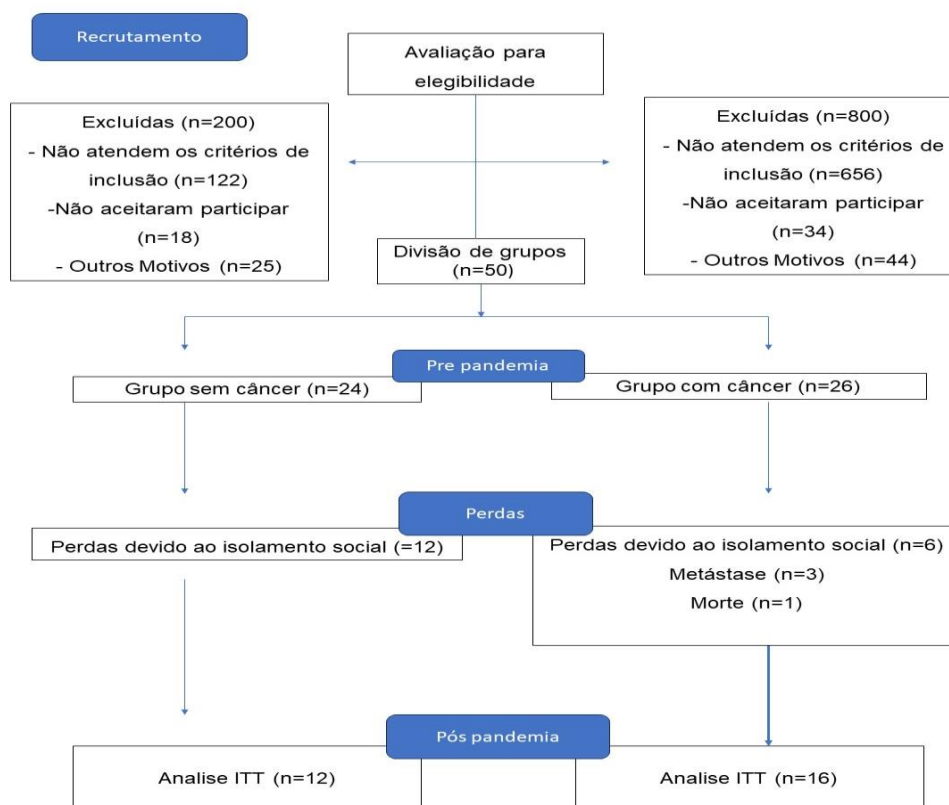 Recrutamento
Avaliação para
elegibilidade
Excluídas (n=200)
- Não atendem os critérios de
inclusão (n=122)
-Não aceitaram participar
(n=18)
- Outros Motivos (n=25)
Excluídas (n=800)
- Não atendem os critérios de
inclusão (n=656)
-Não aceitaram participar
(n=34)
- Outros Motivos (n=44)
Divisão de grupos
(n=50)
Pre pandemia
Grupo sem câncer (n=24)
Grupo com câncer (n=26)
Perdas
Perdas devido ao isolamento social (=12)
Perdas devido ao isolamento social (n=6)
Metástase (n=3)
Morte (n=1)
Pós pandemia
Analise ITT (n=12)
Analise ITT (n=16)